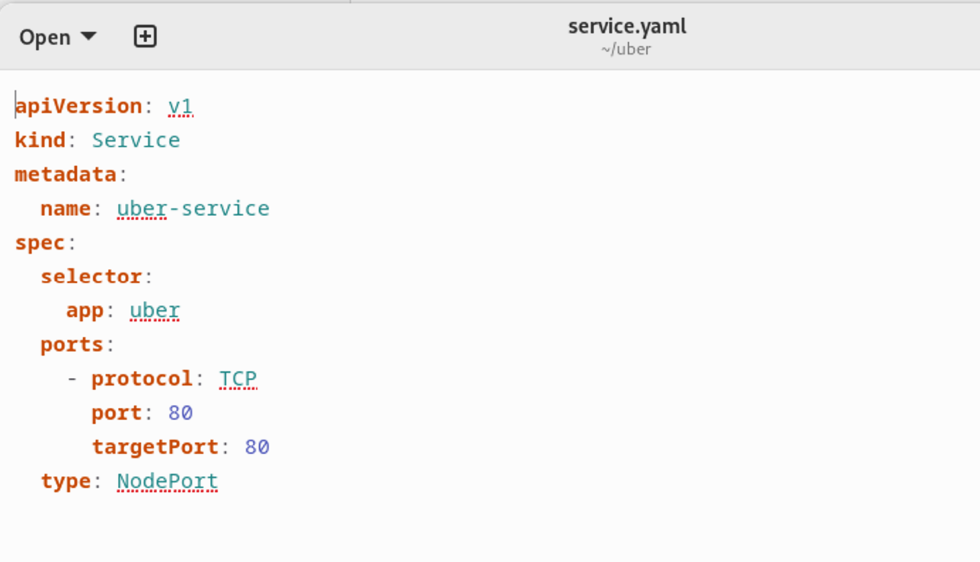 Open
service.yaml
~/uber
apiVersion: v1
kind: Service
metadata:
  name: uber-service
spec:
  selector:
    app: uber
  ports:
    - protocol: TCP
      port: 80
      targetPort: 80
  type: NodePort